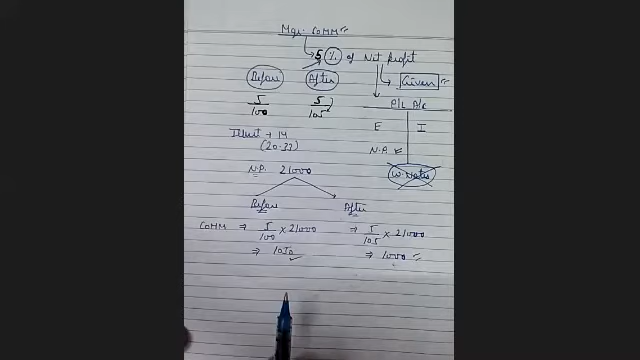 Mgr. COMM
5 % of Net Profit
Before After Given
5/100 5/105 P/L A/c
E I
Illust → 14
(20.33)
N.P.
W. Notes
N.P. 21000
Before After
COMM ⇒ 5/100 × 21000 ⇒ 5/105 × 21000
⇒ 1050 ⇒ 1000